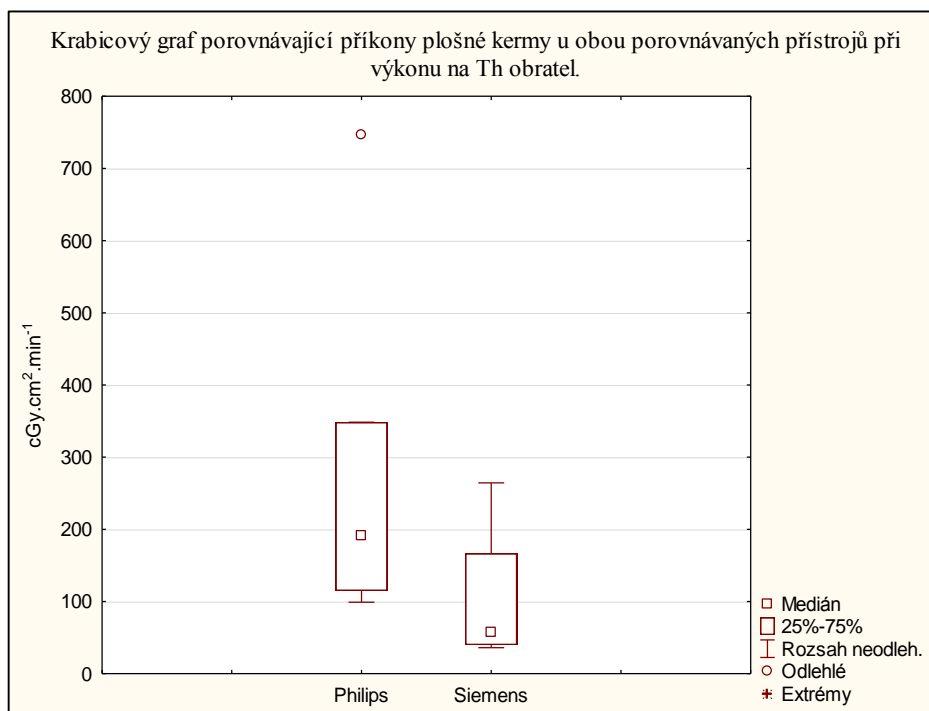 Krabicový graf porovnávající příkony plošné kermy u obou porovnávaných přístrojů při
výkonu na Th obratel.
800
700
600
500
400
300
200
100
0
cGy.cm².min⁻¹
Philips
Siemens
Medián
25%-75%
Rozsah neodleh.
Odlehlé
Extrémy